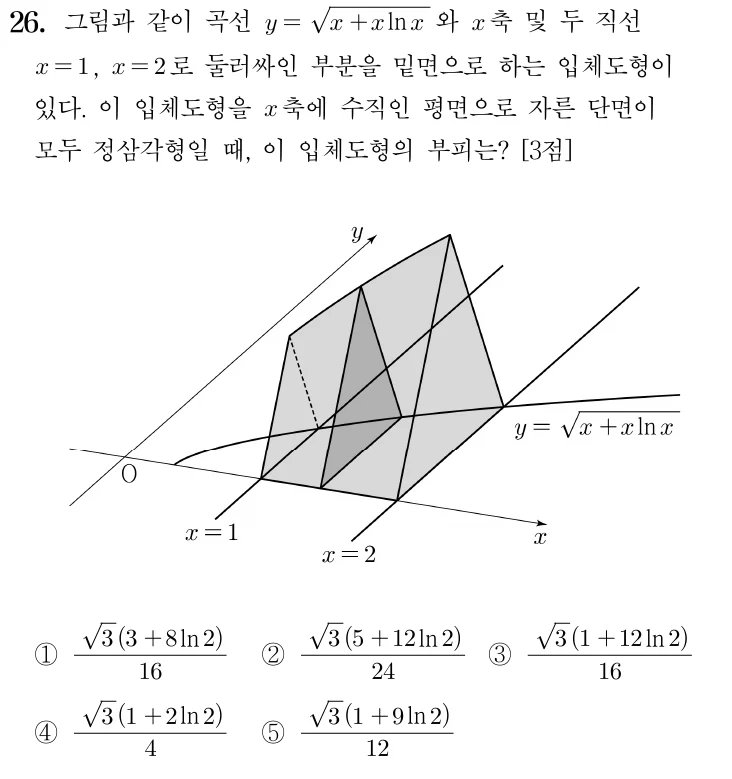 26. 그림과 같이 곡선 y = √(x + x ln x) 와 x축 및 두 직선
x = 1, x = 2로 둘러싸인 부분을 밑면으로 하는 입체도형이
있다. 이 입체도형을 x축에 수직인 평면으로 자른 단면이
모두 정삼각형일 때, 이 입체도형의 부피는? [3점]
y
y = √(x + x ln x)
O
x = 1
x = 2
x
① √3(3 + 8 ln 2)/16 ② √3(5 + 12 ln 2)/24 ③ √3(1 + 12 ln 2)/16
④ √3(1 + 2 ln 2)/4 ⑤ √3(1 + 9 ln 2)/12